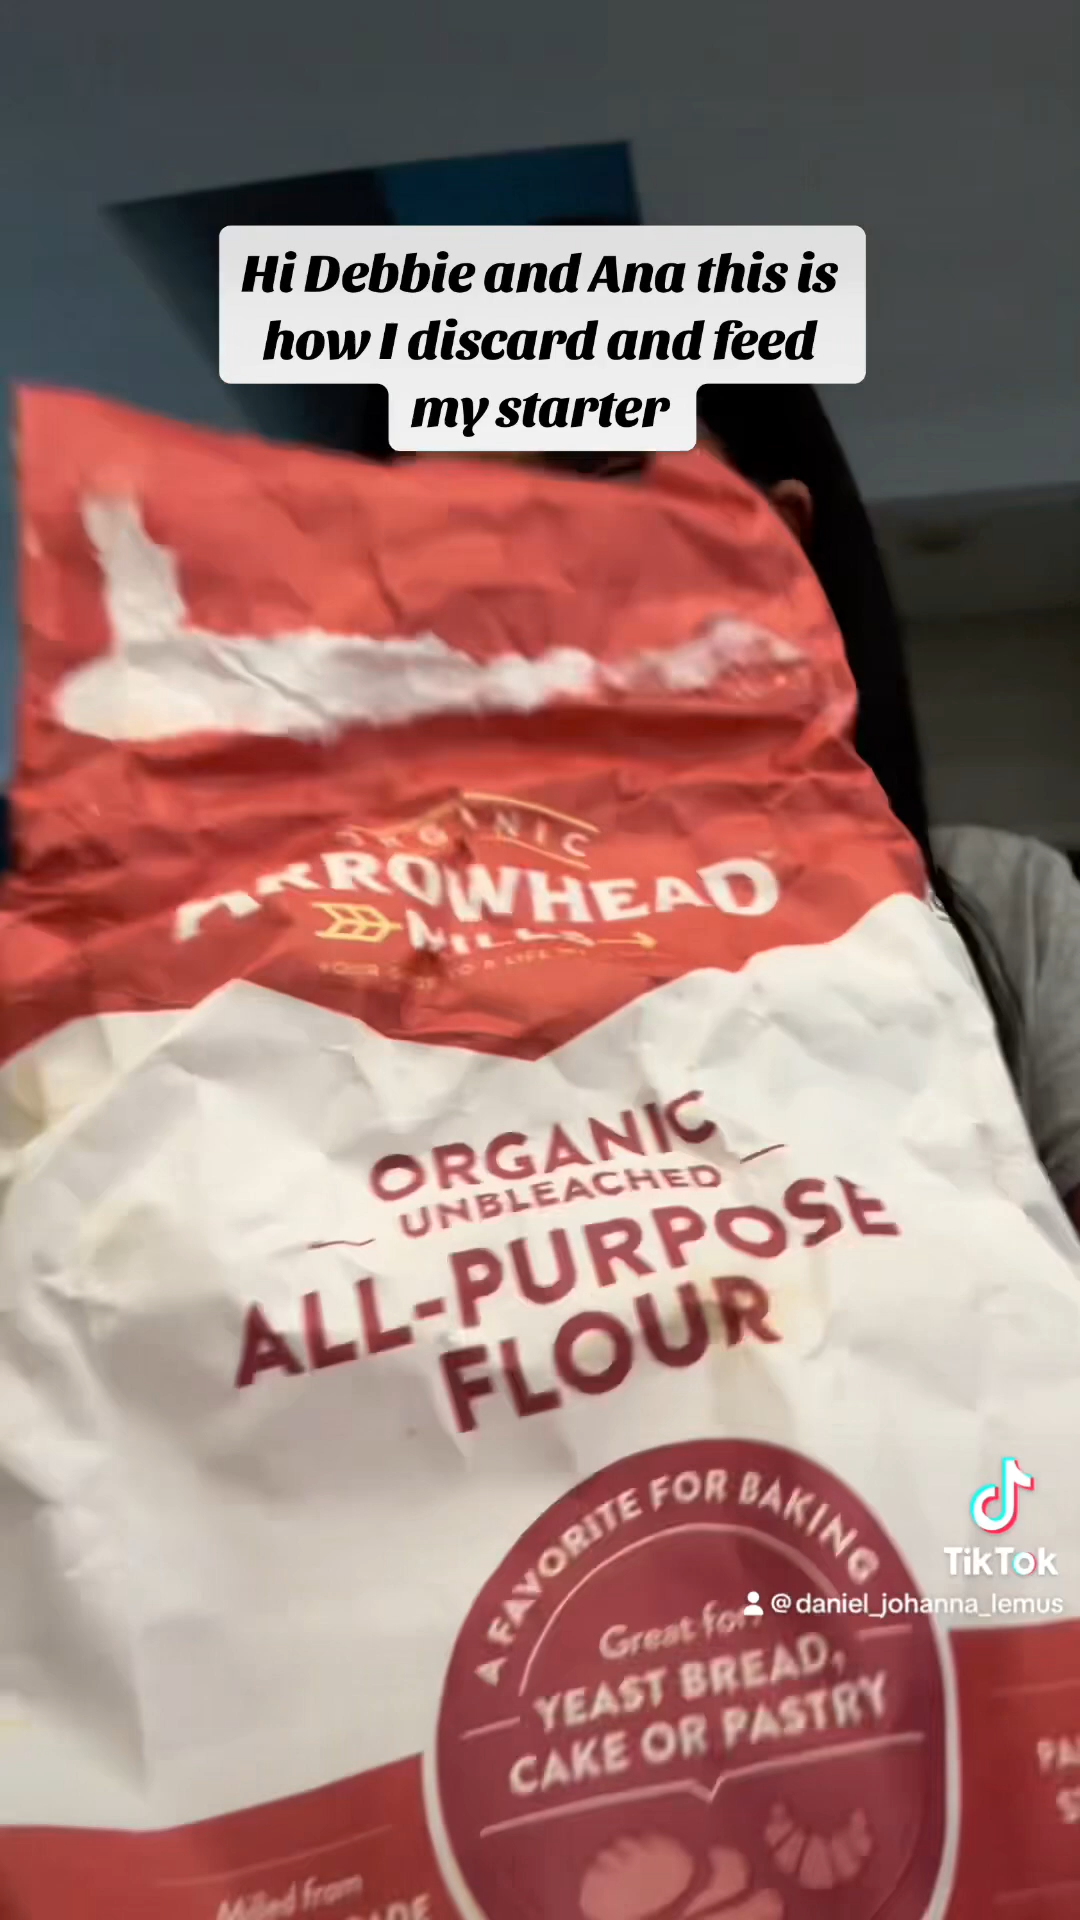 Hi Debbie and Ana this is
how I discard and feed
my starter
ORGANIC
ARROWHEAD
MILLS
ORGANIC
UNBLEACHED
ALL-PURPOSE
FLOUR
A FAVORITE FOR BAKING
Great for:
YEAST BREAD,
CAKE OR PASTRY
Milled from
TikTok
@daniel_johanna_lemus